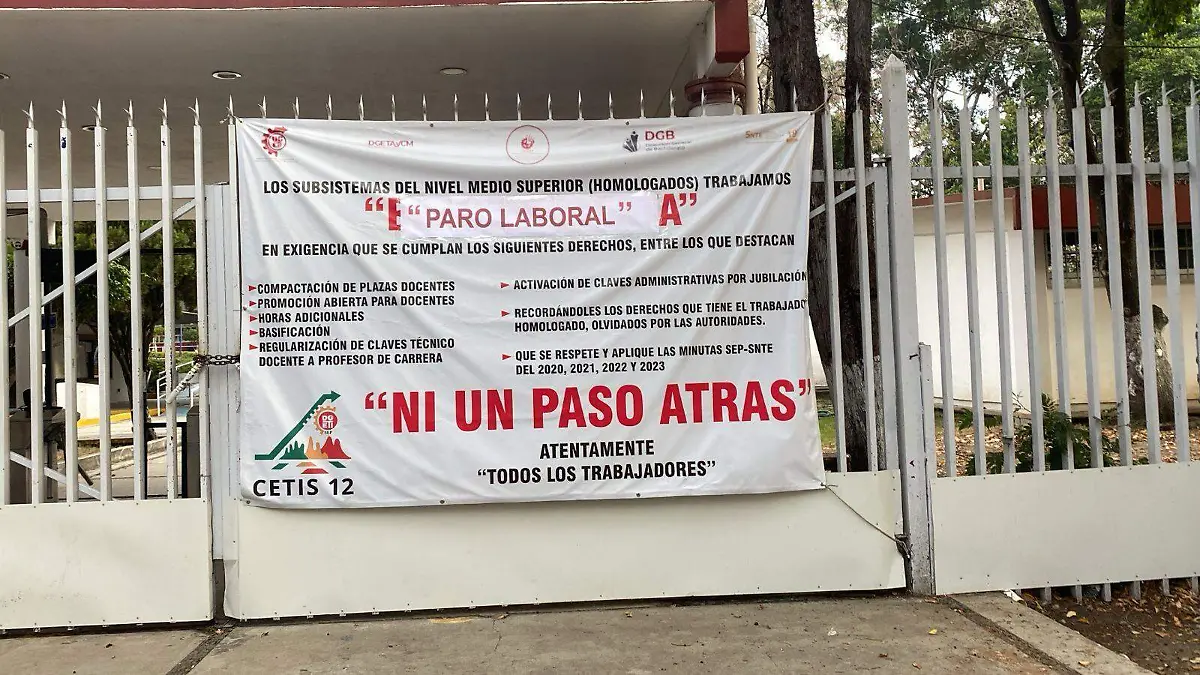 DGETAyCM
DGB
LOS SUBSISTEMAS DEL NIVEL MEDIO SUPERIOR (HOMOLOGADOS) TRABAJAMOS
“E “ PARO LABORAL ” A”
EN EXIGENCIA QUE SE CUMPLAN LOS SIGUIENTES DERECHOS, ENTRE LOS QUE DESTACAN
COMPACTACIÓN DE PLAZAS DOCENTES
PROMOCIÓN ABIERTA PARA DOCENTES
HORAS ADICIONALES
BASIFICACIÓN
REGULARIZACIÓN DE CLAVES TÉCNICO
DOCENTE A PROFESOR DE CARRERA
ACTIVACIÓN DE CLAVES ADMINISTRATIVAS POR JUBILACIÓN
RECORDÁNDOLES LOS DERECHOS QUE TIENE EL TRABAJADO
HOMOLOGADO, OLVIDADOS POR LAS AUTORIDADES.
QUE SE RESPETE Y APLIQUE LAS MINUTAS SEP-SNTE
DEL 2020, 2021, 2022 Y 2023
“NI UN PASO ATRAS”
ATENTAMENTE
“TODOS LOS TRABAJADORES”
CETIS 12